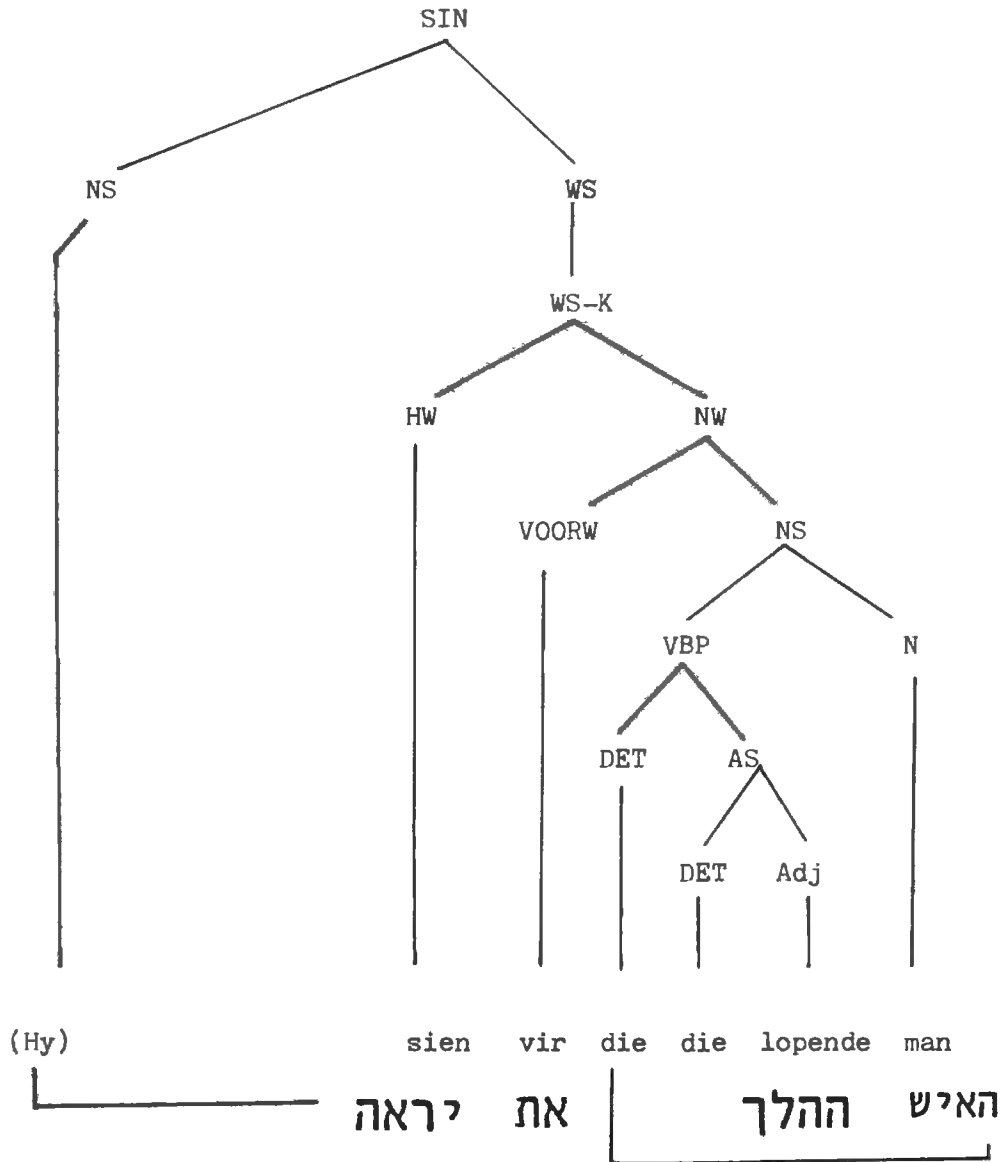 SIN
NS WS
WS-K
HW NW
VOORW NS
VBP N
DET AS
DET Adj
(Hy) sien vir die die lopende man
יראה את ההלך האיש